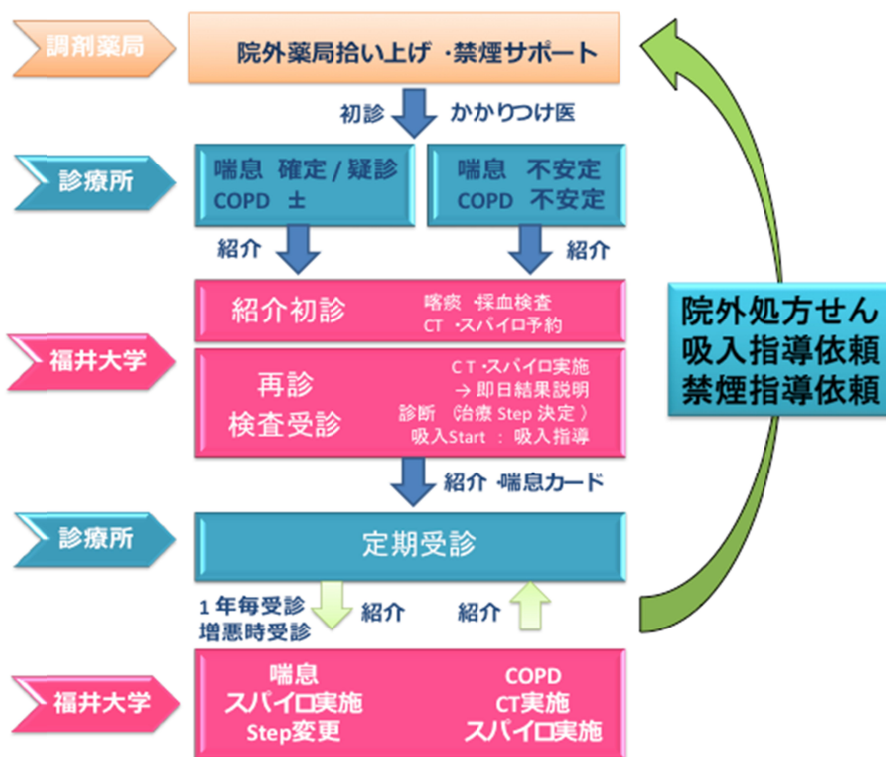 調剤薬局
院外薬局拾い上げ・禁煙サポート
初診
かかりつけ医
診療所
喘息 確定/疑診
COPD ±
喘息 不安定
COPD 不安定
紹介
紹介
福井大学
紹介初診
喀痰・採血検査
CT・スパイロ予約
再診
検査受診
CT・スパイロ実施
→即日結果説明
診断（治療 Step 決定）
吸入Start : 吸入指導
紹介・喘息カード
診療所
定期受診
1年毎受診
増悪時受診
紹介
紹介
福井大学
喘息
スパイロ実施
Step変更
COPD
CT実施
スパイロ実施
院外処方せん
吸入指導依頼
禁煙指導依頼